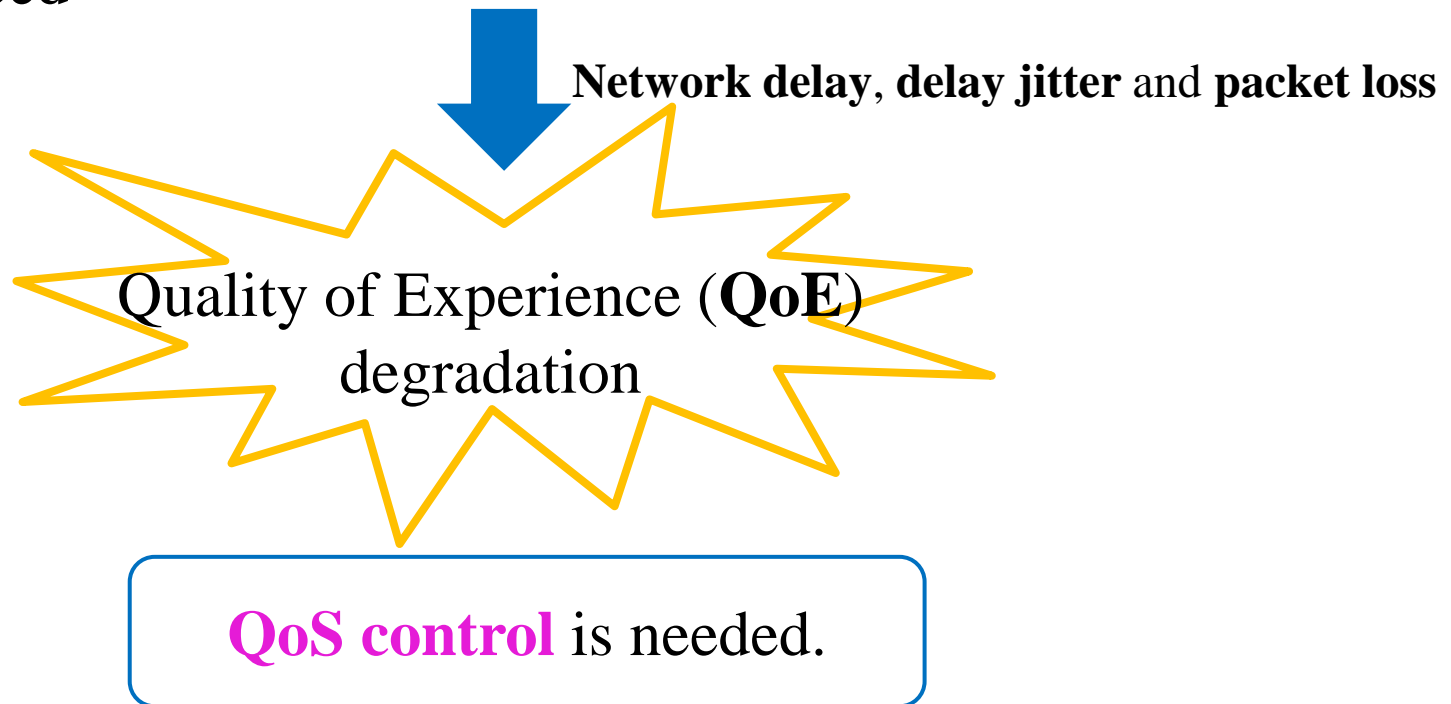 Network delay, delay jitter and packet loss
Quality of Experience (QoE)
degradation
QoS control is needed.